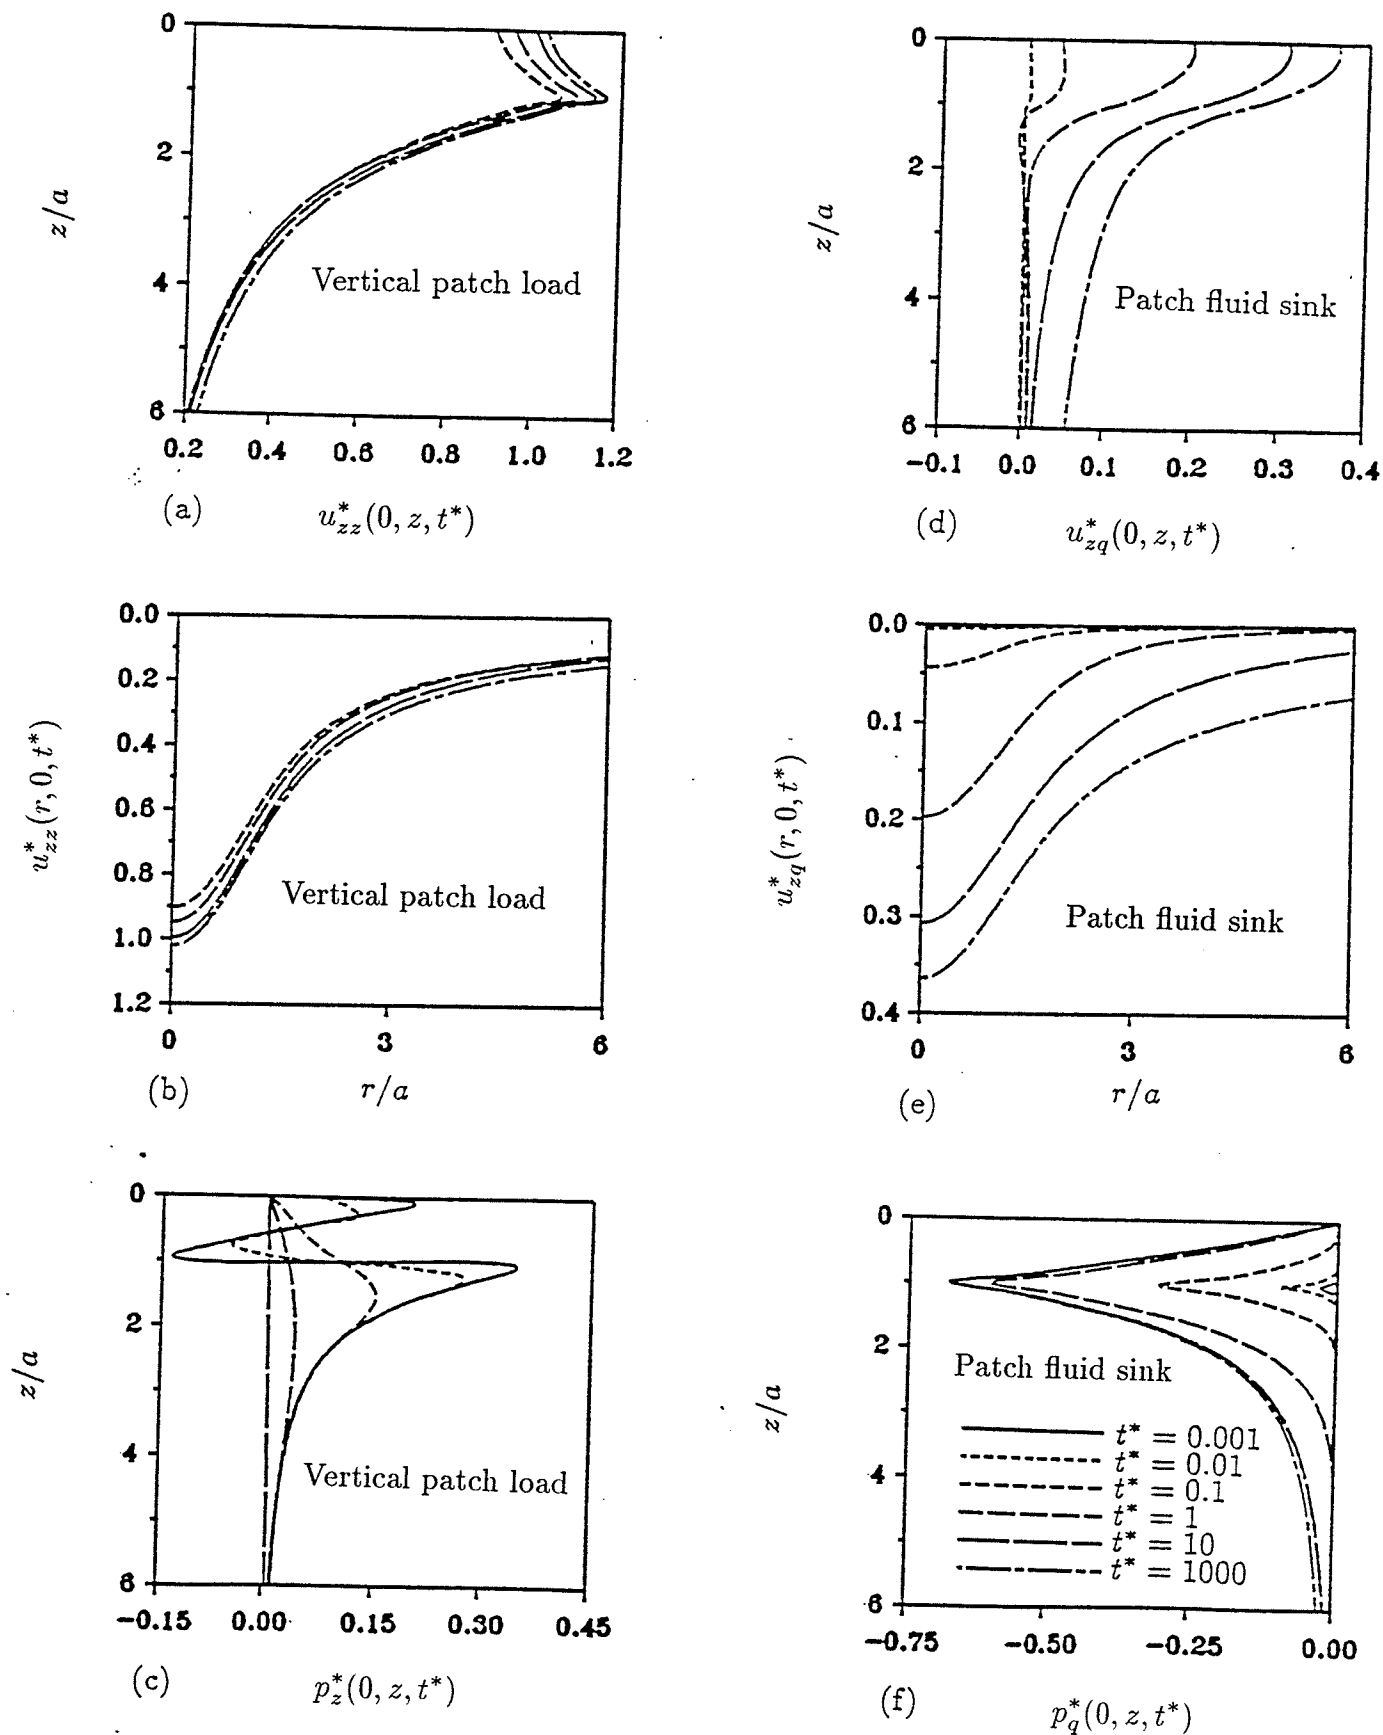 0
2
4
6
z/a
Vertical patch load
0.2 0.4 0.6 0.8 1.0 1.2
(a) u*zz(0, z, t*)
0
2
4
6
z/a
Patch fluid sink
-0.1 0.0 0.1 0.2 0.3 0.4
(d) u*zq(0, z, t*)
0.0
0.2
0.4
0.6
0.8
1.0
1.2
u*zz(r, 0, t*)
Vertical patch load
0 3 6
(b) r/a
0.0
0.1
0.2
0.3
0.4
u*zq(r, 0, t*)
Patch fluid sink
0 3 6
(e) r/a
0
2
4
6
z/a
Vertical patch load
-0.15 0.00 0.15 0.30 0.45
(c) p*z(0, z, t*)
0
2
4
6
z/a
Patch fluid sink
t* = 0.001
t* = 0.01
t* = 0.1
t* = 1
t* = 10
t* = 1000
-0.75 -0.50 -0.25 0.00
(f) p*q(0, z, t*)